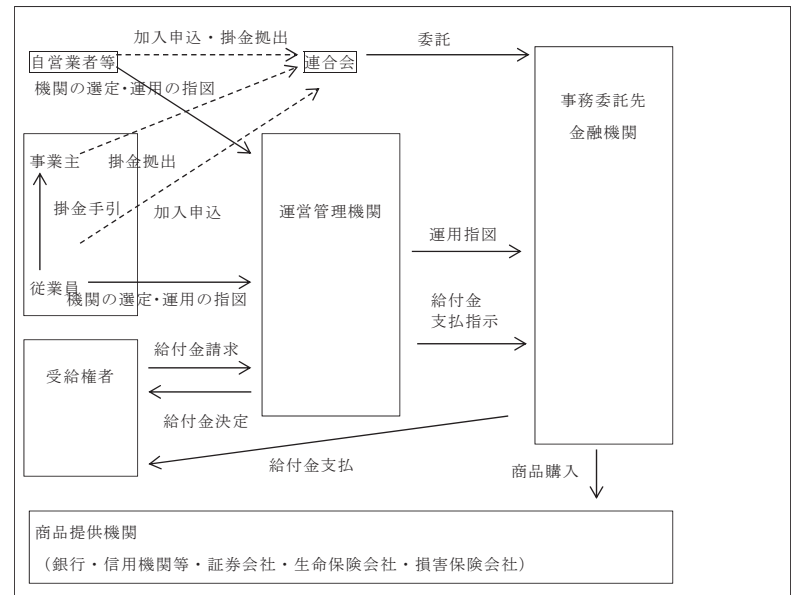 加入申込・掛金拠出
委託
自営業者等
連合会
機関の選定・運用の指図
事務委託先
金融機関
事業主
掛金拠出
掛金手引
加入申込
運営管理機関
運用指図
従業員
機関の選定・運用の指図
給付金
支払指示
給付金請求
受給権者
給付金決定
給付金支払
商品購入
商品提供機関
（銀行・信用機関等・証券会社・生命保険会社・損害保険会社）